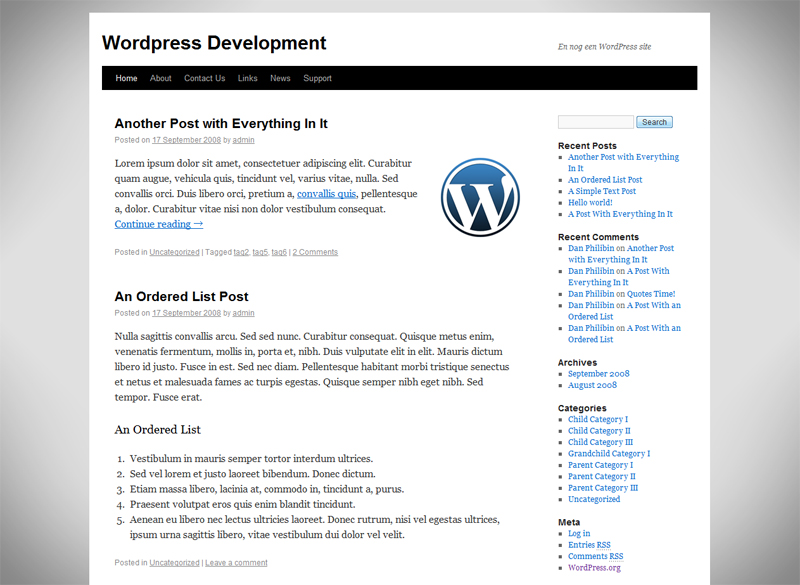 Wordpress Development
En nog een WordPress site
Home About Contact Us Links News Support
Another Post with Everything In It
Posted on 17 September 2008 by admin
Lorem ipsum dolor sit amet, consectetuer adipiscing elit. Curabitur
quam augue, vehicula quis, tincidunt vel, varius vitae, nulla. Sed
convallis orci. Duis libero orci, pretium a, convallis quis, pellentesque
a, dolor. Curabitur vitae nisi non dolor vestibulum consequat.
Continue reading →
W
Posted in Uncategorized | Tagged tag2, tag5, tag6 | 2 Comments
An Ordered List Post
Posted on 17 September 2008 by admin
Nulla sagittis convallis arcu. Sed sed nunc. Curabitur consequat. Quisque metus enim,
venenatis fermentum, mollis in, porta et, nibh. Duis vulputate elit in elit. Mauris dictum
libero id justo. Fusce in est. Sed nec diam. Pellentesque habitant morbi tristique senectus
et netus et malesuada fames ac turpis egestas. Quisque semper nibh eget nibh. Sed
tempor. Fusce erat.
An Ordered List
1. Vestibulum in mauris semper tortor interdum ultrices.
2. Sed vel lorem et justo laoreet bibendum. Donec dictum.
3. Etiam massa libero, lacinia at, commodo in, tincidunt a, purus.
4. Praesent volutpat eros quis enim blandit tincidunt.
5. Aenean eu libero nec lectus ultricies laoreet. Donec rutrum, nisi vel egestas ultrices,
ipsum urna sagittis libero, vitae vestibulum dui dolor vel velit.
Posted in Uncategorized | Leave a comment
Search
Recent Posts
Another Post with Everything
In It
An Ordered List Post
A Simple Text Post
Hello world!
A Post With Everything In It
Recent Comments
Dan Philibin on Another Post
with Everything In It
Dan Philibin on A Post With
Everything In It
Dan Philibin on Quotes Time!
Dan Philibin on A Post With an
Ordered List
Dan Philibin on A Post With an
Ordered List
Archives
September 2008
August 2008
Categories
Child Category I
Child Category II
Child Category III
Grandchild Category I
Parent Category I
Parent Category II
Parent Category III
Uncategorized
Meta
Log in
Entries RSS
Comments RSS
WordPress.org